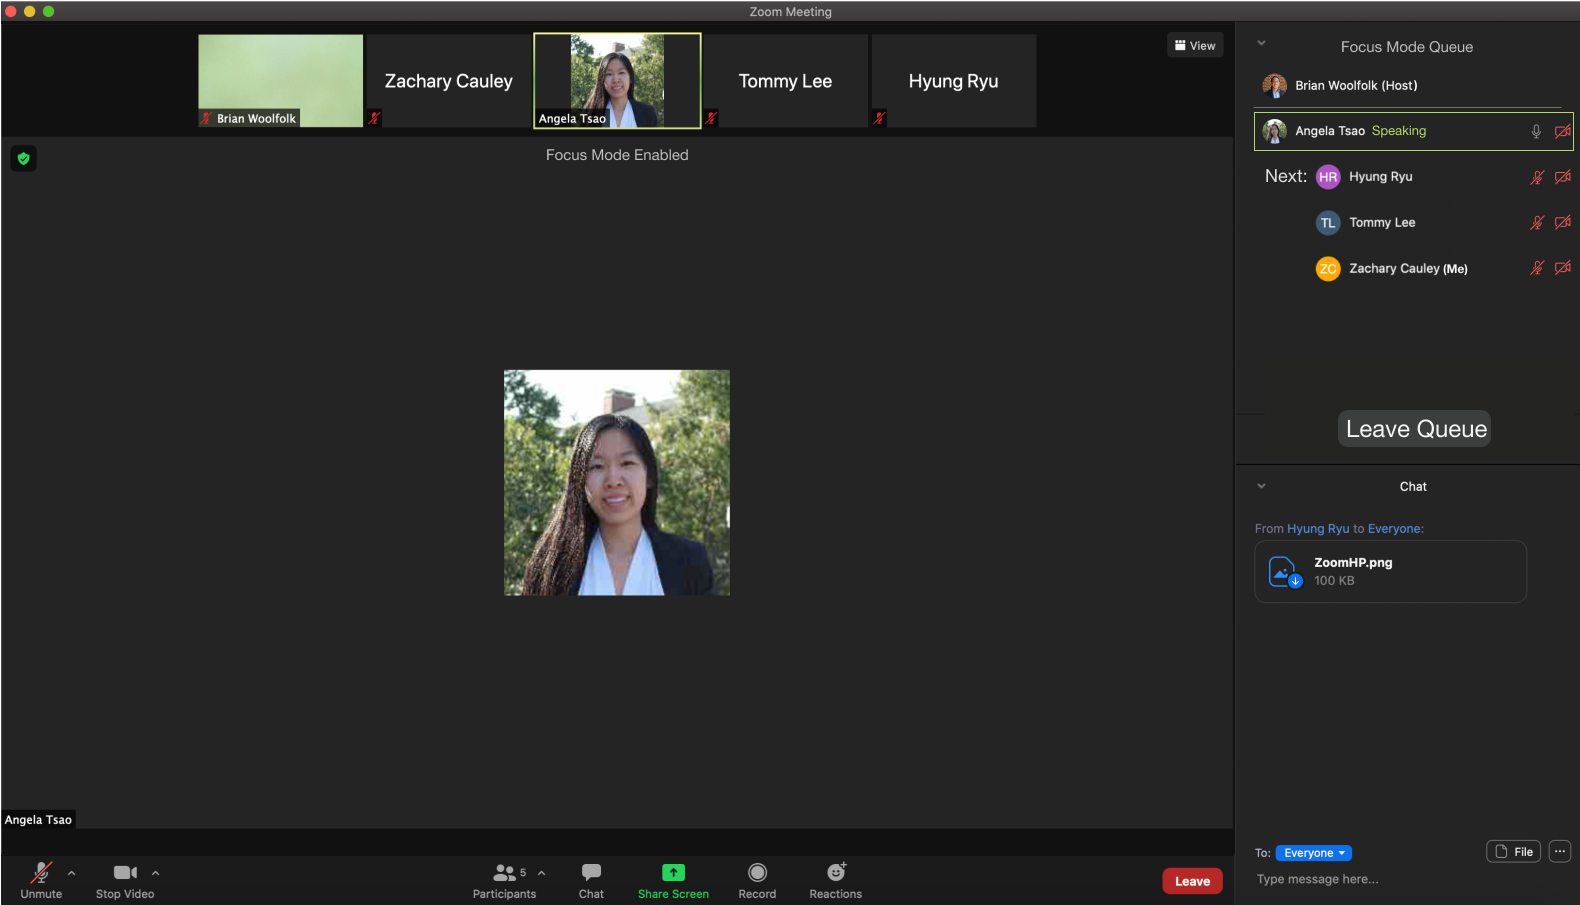 Zoom Meeting
Brian Woolfolk
Zachary Cauley
Angela Tsao
Tommy Lee
Hyung Ryu
View
Focus Mode Enabled
Angela Tsao
Focus Mode Queue
Brian Woolfolk (Host)
Angela Tsao Speaking
Next: HR Hyung Ryu
TL Tommy Lee
ZC Zachary Cauley (Me)
Leave Queue
Chat
From Hyung Ryu to Everyone:
ZoomHP.png
100 KB
To: Everyone
File
Type message here...
Unmute
Stop Video
5
Participants
Chat
Share Screen
Record
Reactions
Leave